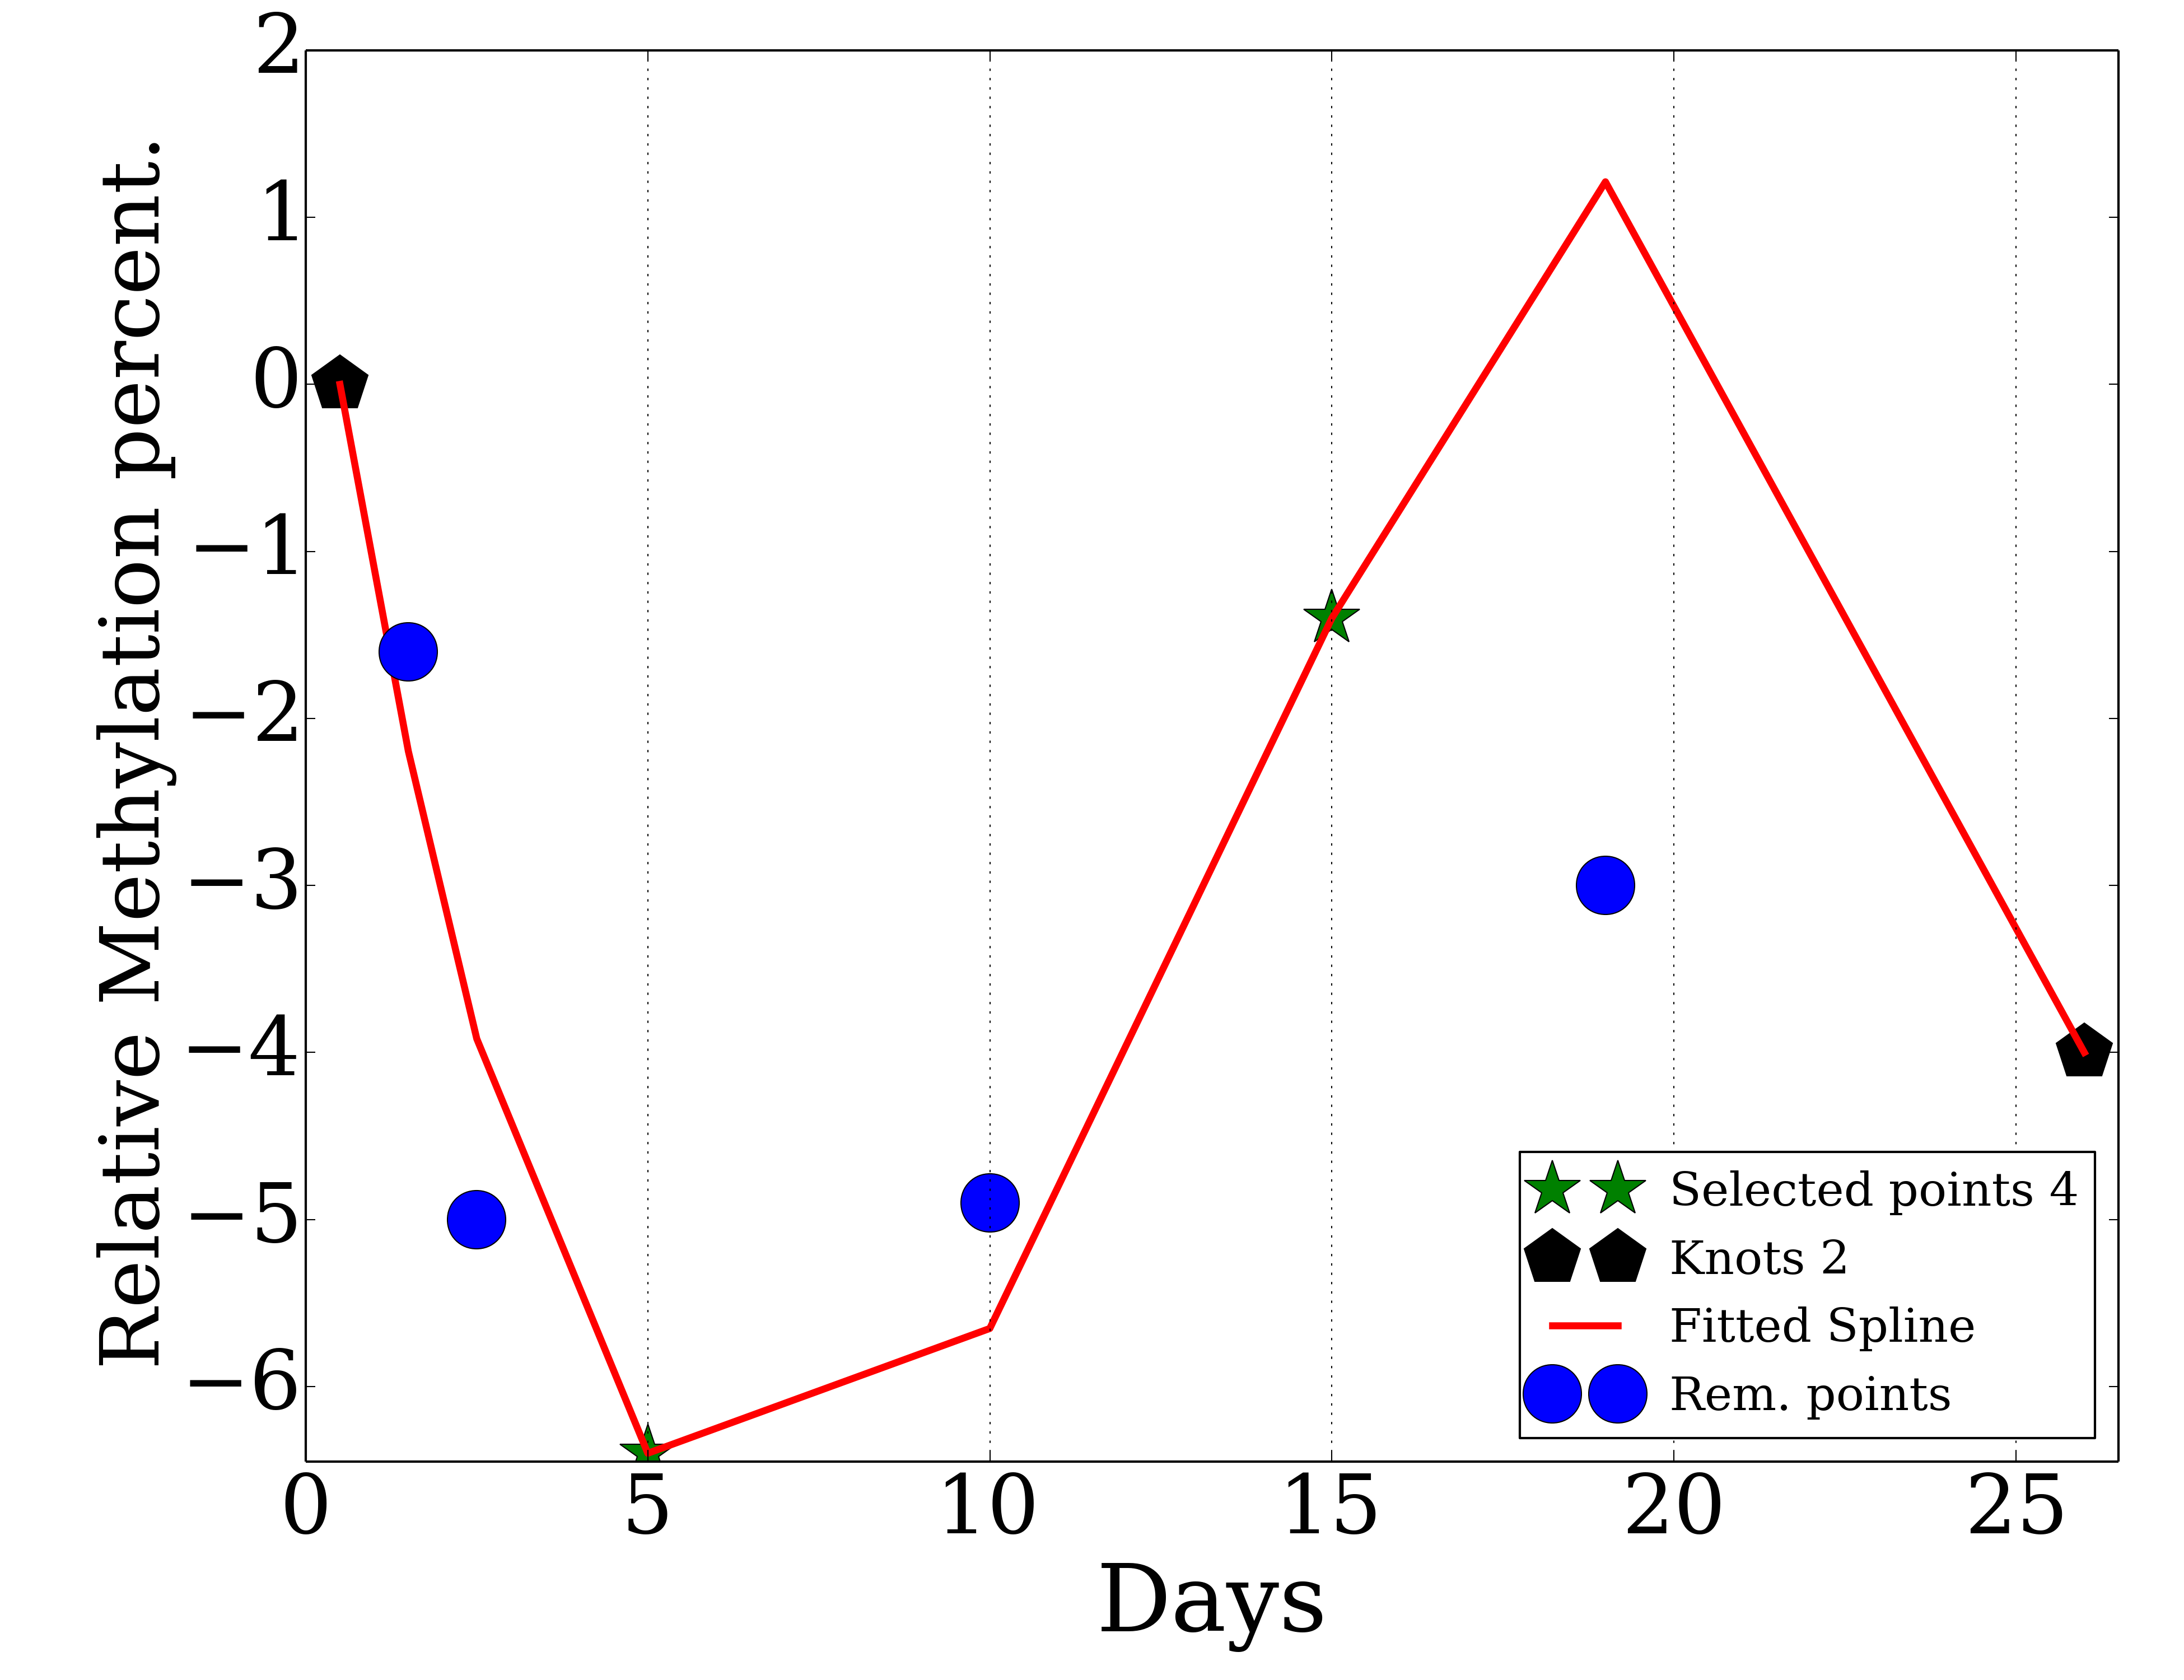 Relative Methylation percent.
2
1
0
−1
−2
−3
−4
−5
−6
0 5 10 15 20 25
Days
Selected points 4
Knots 2
Fitted Spline
Rem. points